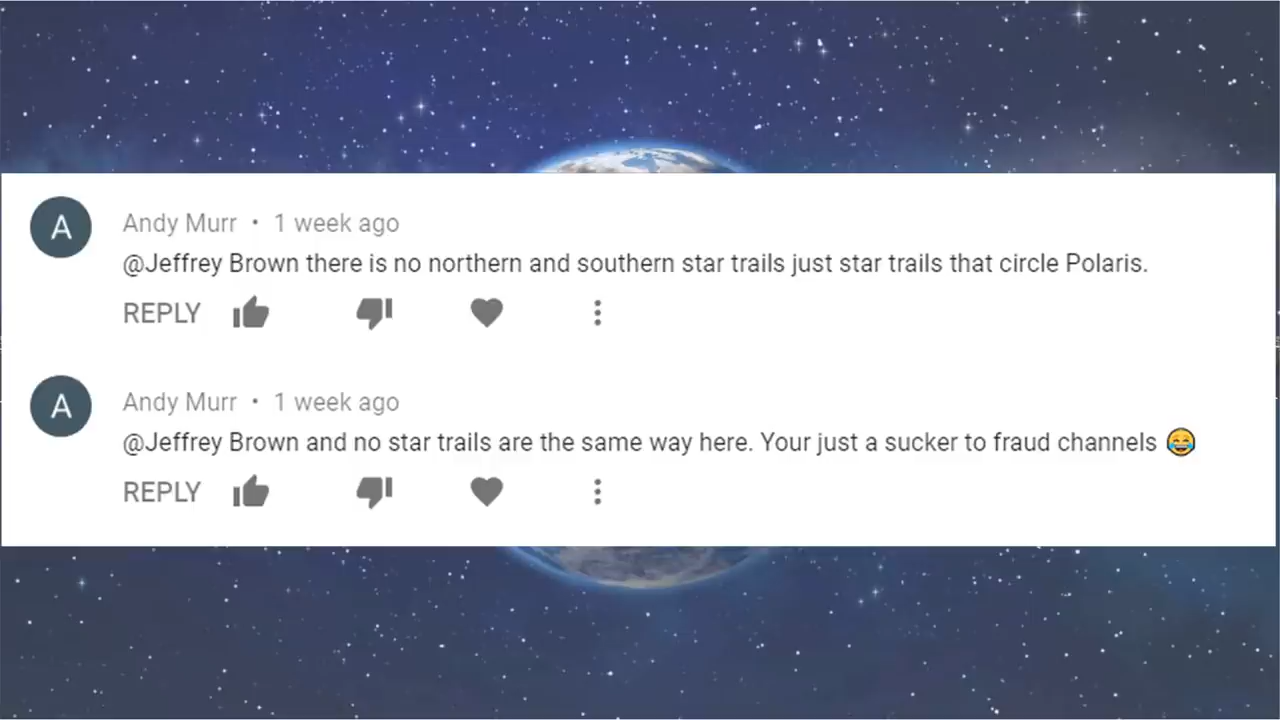 A
Andy Murr • 1 week ago
@Jeffrey Brown there is no northern and southern star trails just star trails that circle Polaris.
REPLY
A
Andy Murr • 1 week ago
@Jeffrey Brown and no star trails are the same way here. Your just a sucker to fraud channels 😂
REPLY